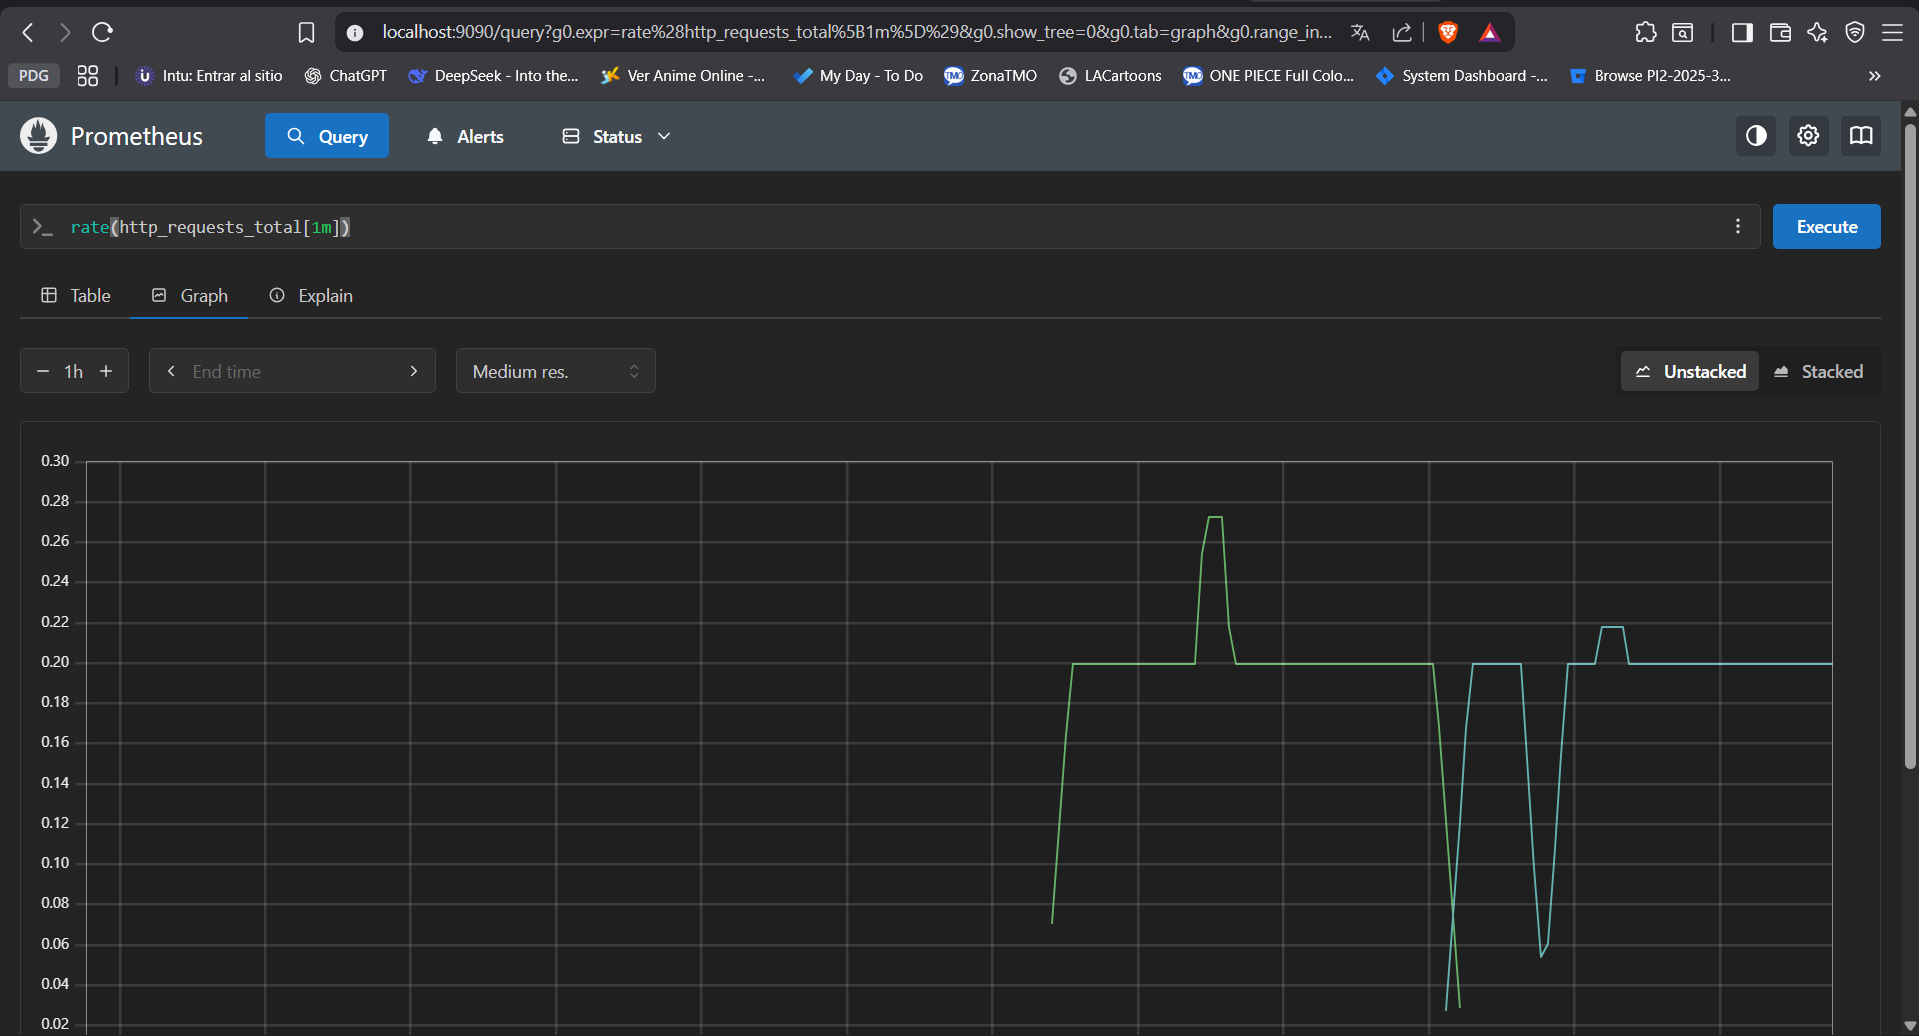 localhost:9090/query?g0.expr=rate%28http_requests_total%5B1m%5D%29&g0.show_tree=0&g0.tab=graph&g0.range_in...
PDG Intu: Entrar al sitio ChatGPT DeepSeek - Into the... Ver Anime Online -... My Day - To Do ZonaTMO LACartoons ONE PIECE Full Colo... System Dashboard -... Browse PI2-2025-3... »
Prometheus Query Alerts Status
>_ rate(http_requests_total[1m]) Execute
Table Graph Explain
− 1h + < End time > Medium res. Unstacked Stacked
0.30
0.28
0.26
0.24
0.22
0.20
0.18
0.16
0.14
0.12
0.10
0.08
0.06
0.04
0.02